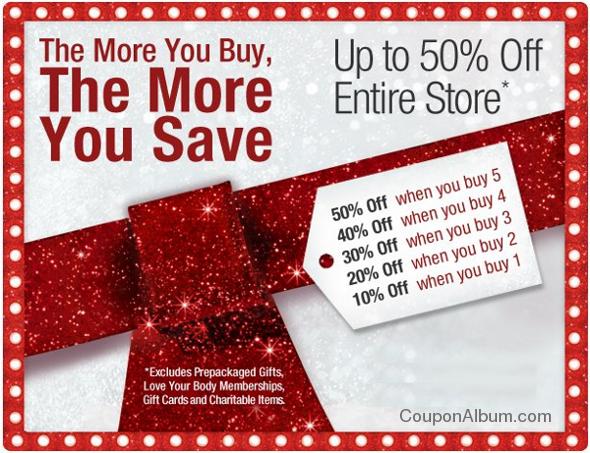 The More You Buy,
The More
You Save
Up to 50% Off
Entire Store*
50% Off when you buy 5
40% Off when you buy 4
30% Off when you buy 3
20% Off when you buy 2
10% Off when you buy 1
*Excludes Prepackaged Gifts,
Love Your Body Memberships,
Gift Cards and Charitable Items.
CouponAlbum.com